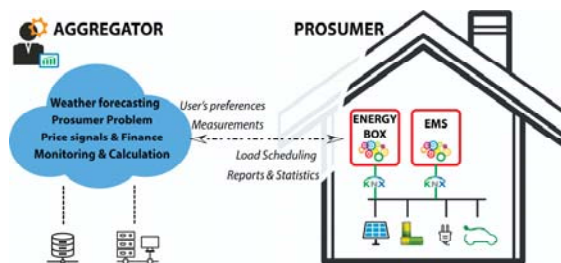 AGGREGATOR
PROSUMER
Weather forecasting
Prosumer Problem
Price signals & Finance
Monitoring & Calculation
User's preferences
Measurements
Load Scheduling
Reports & Statistics
ENERGY
BOX
EMS
KNX
KNX